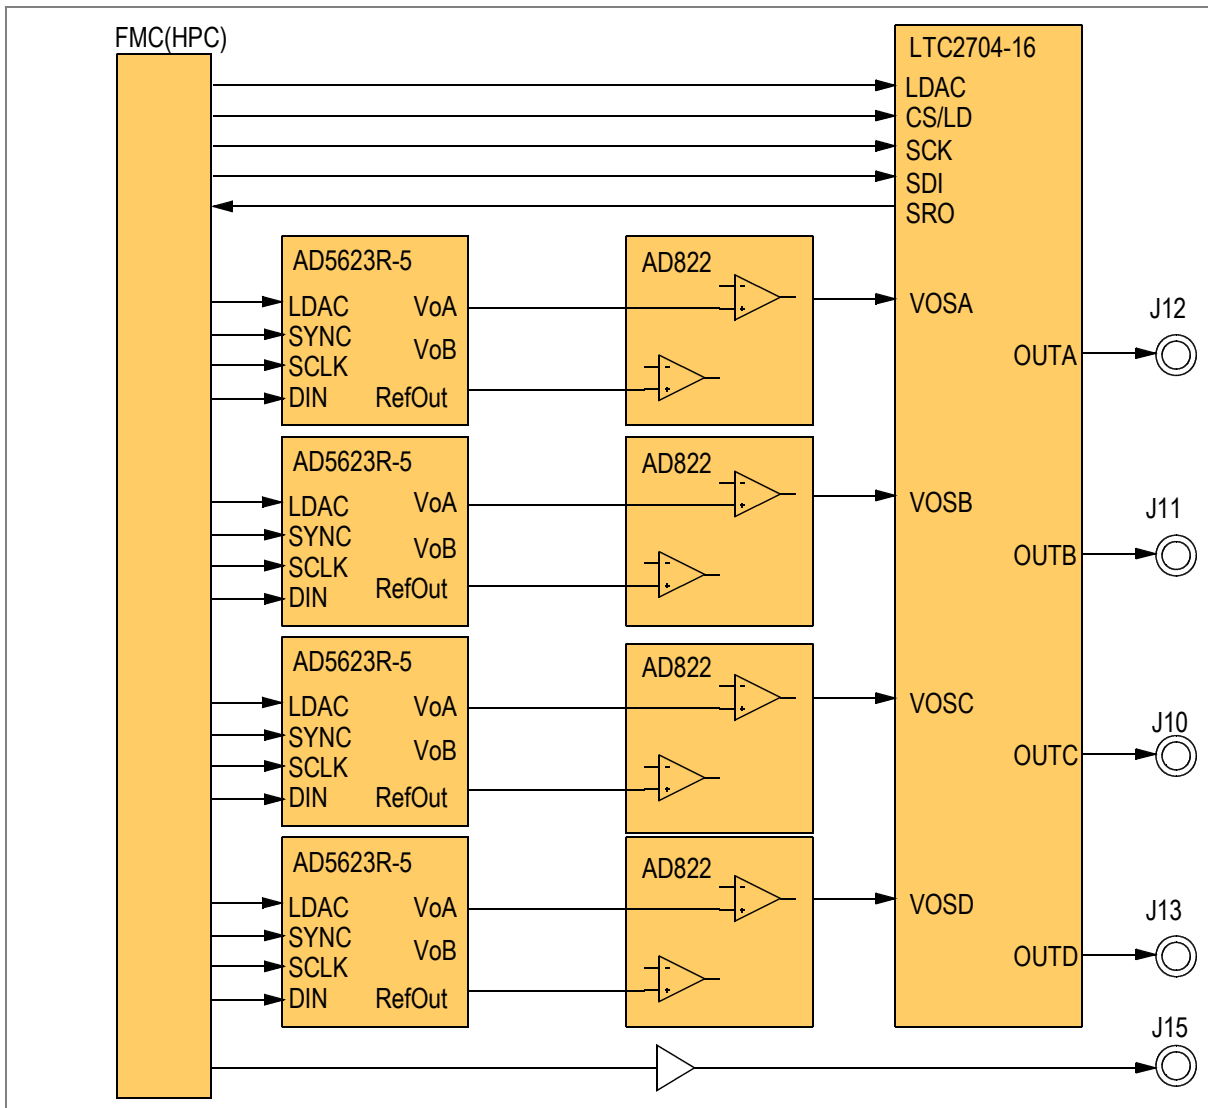 FMC(HPC)
LTC2704-16
LDAC
CS/LD
SCK
SDI
SRO
AD5623R-5
LDAC
SYNC
SCLK
DIN
VoA
VoB
RefOut
AD822
- +
- +
VOSA
OUTA
J12
AD5623R-5
LDAC
SYNC
SCLK
DIN
VoA
VoB
RefOut
AD822
- +
- +
VOSB
OUTB
J11
AD5623R-5
LDAC
SYNC
SCLK
DIN
VoA
VoB
RefOut
AD822
- +
- +
VOSC
OUTC
J10
AD5623R-5
LDAC
SYNC
SCLK
DIN
VoA
VoB
RefOut
AD822
- +
- +
VOSD
OUTD
J13
J15